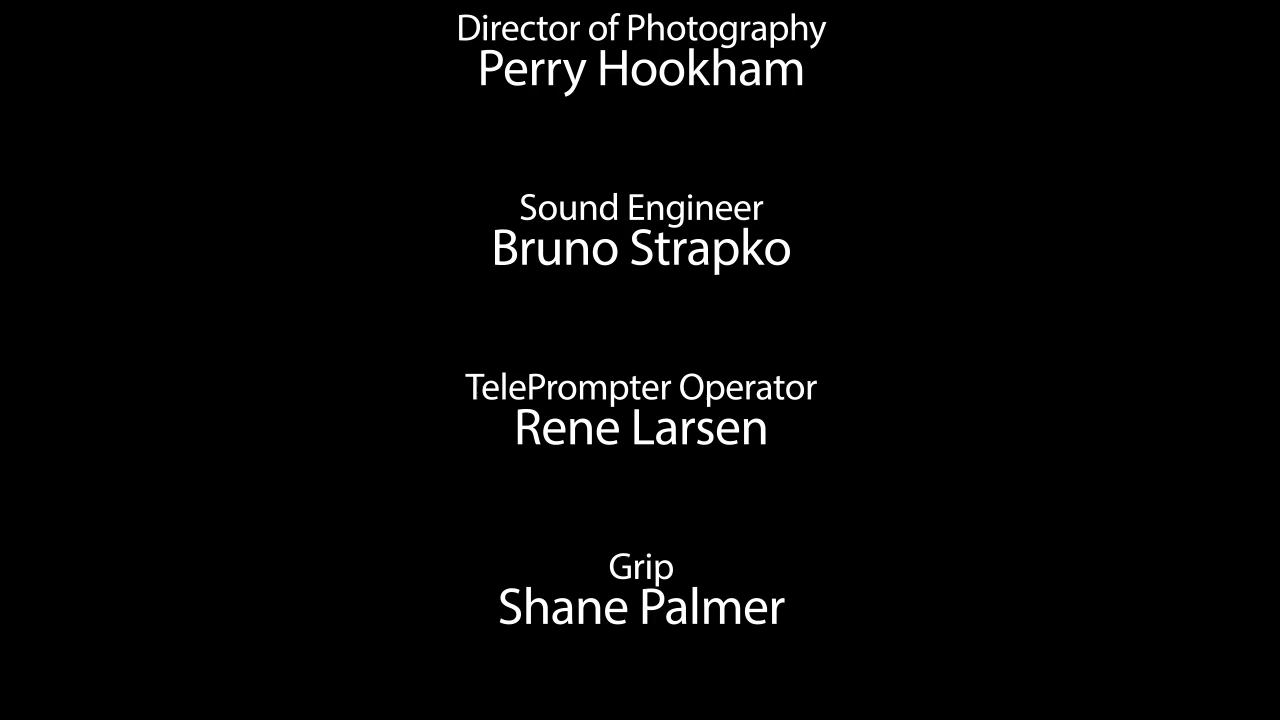 Director of Photography
Perry Hookham
Sound Engineer
Bruno Strapko
TelePrompter Operator
Rene Larsen
Grip
Shane Palmer